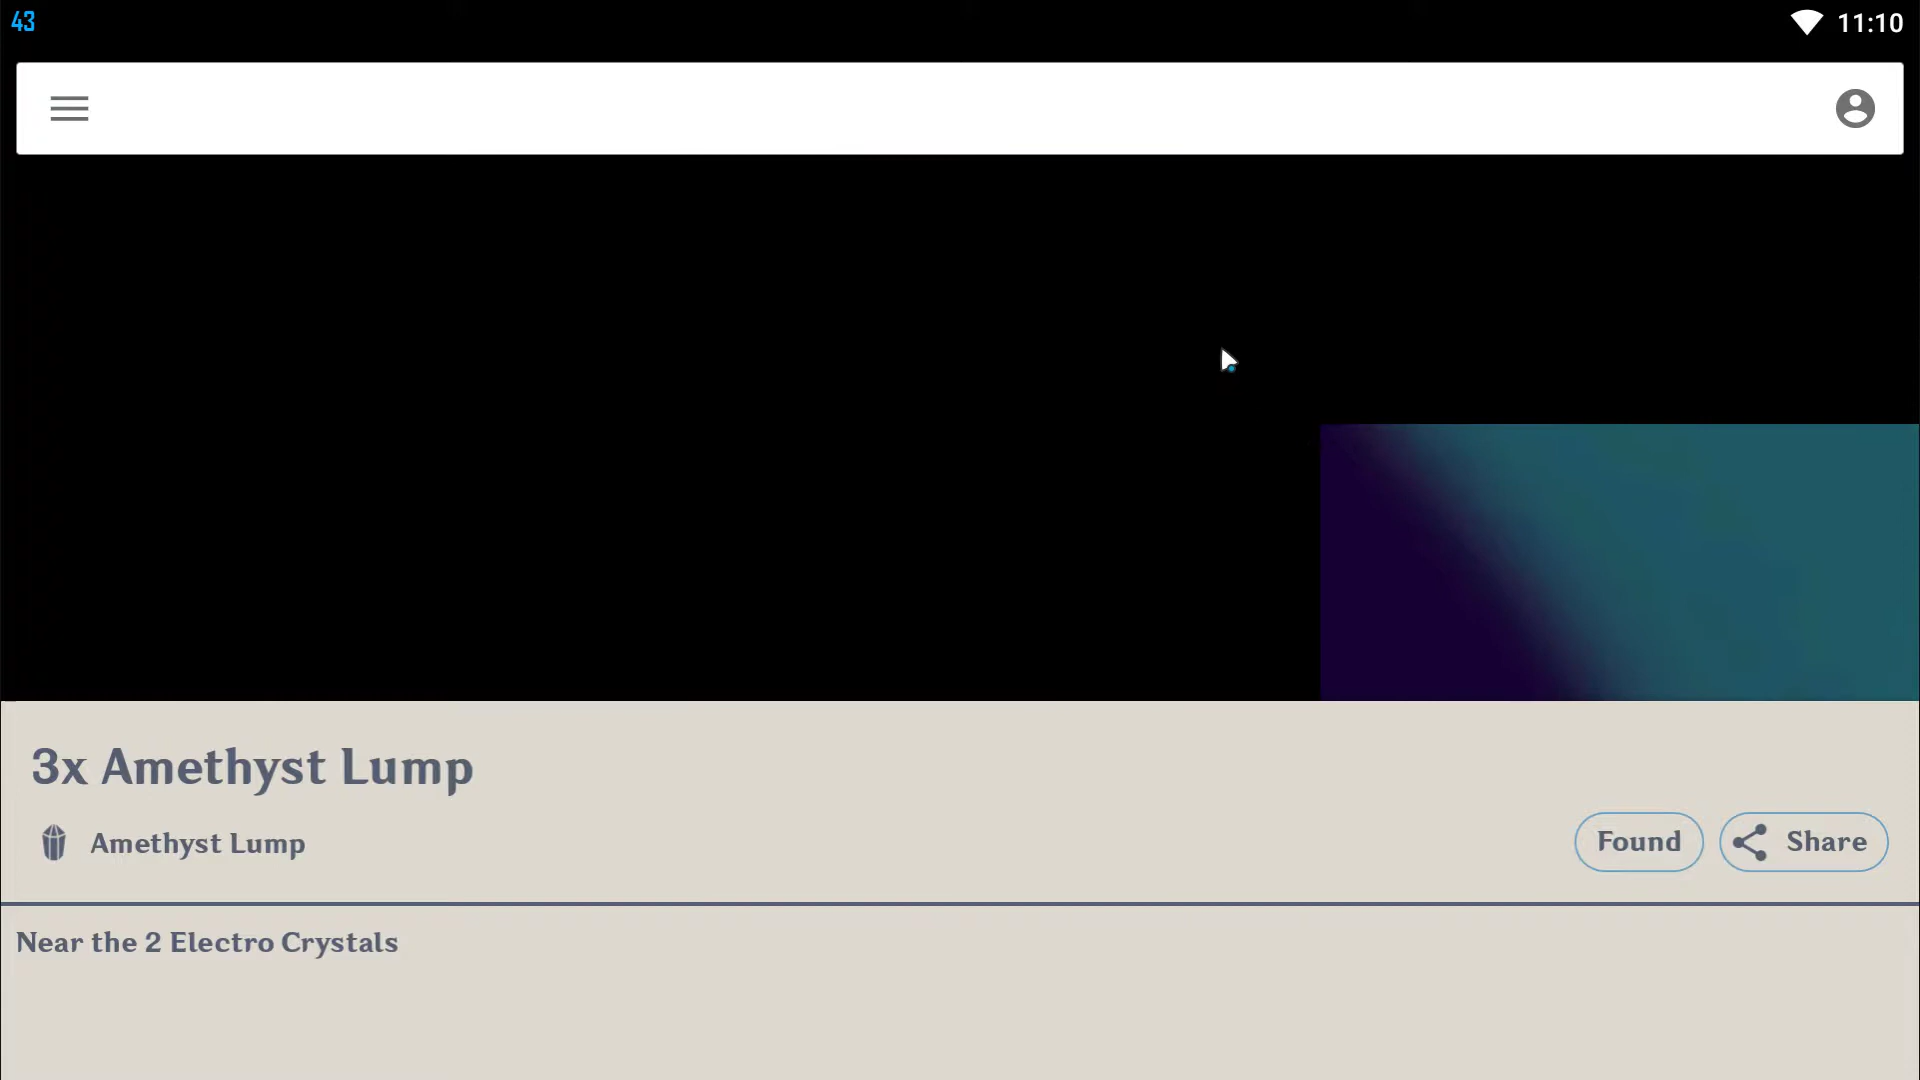 43
11:10
3x Amethyst Lump
Amethyst Lump
Found
Share
Near the 2 Electro Crystals